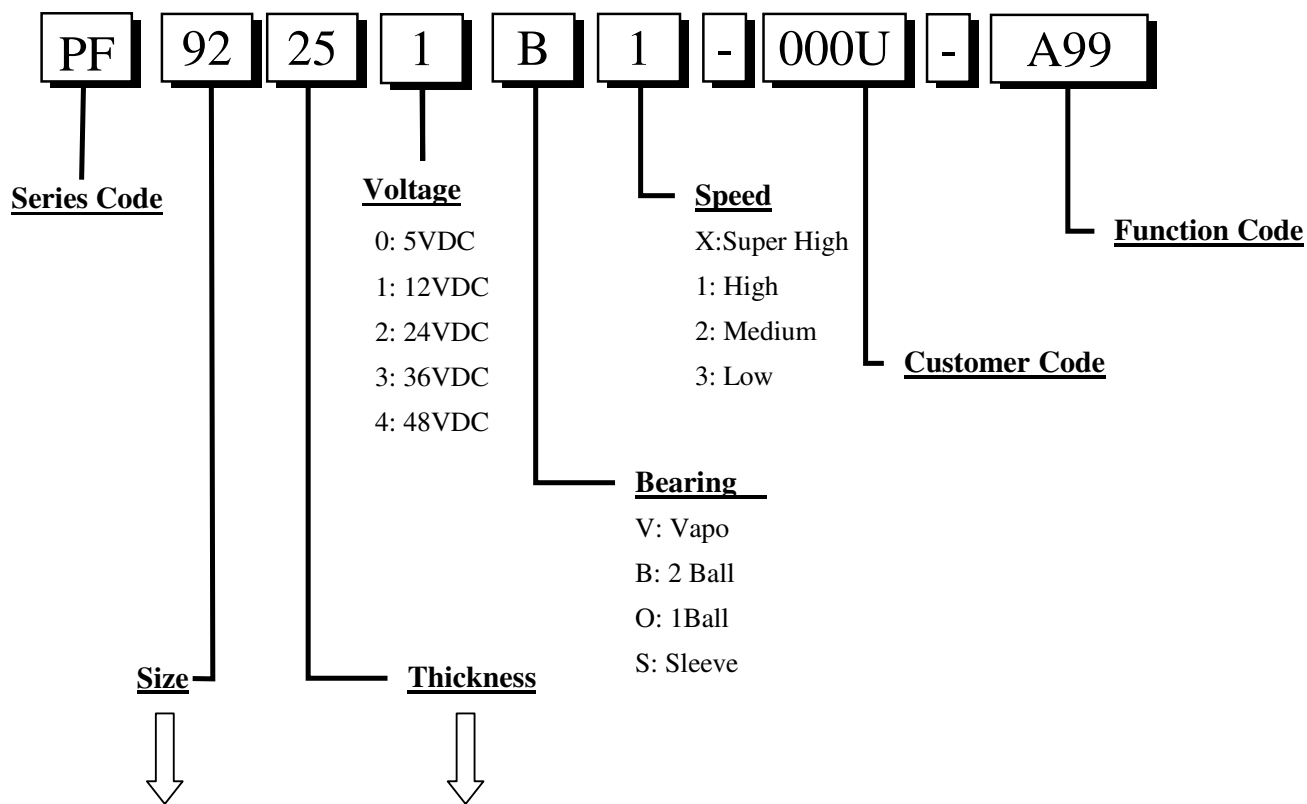 PF 92 25 1 B 1 - 000U - A99
Series Code
Voltage
0: 5VDC
1: 12VDC
2: 24VDC
3: 36VDC
4: 48VDC
Speed
X:Super High
1: High
2: Medium
3: Low
Function Code
Customer Code
Bearing
V: Vapo
B: 2 Ball
O: 1Ball
S: Sleeve
Size
Thickness